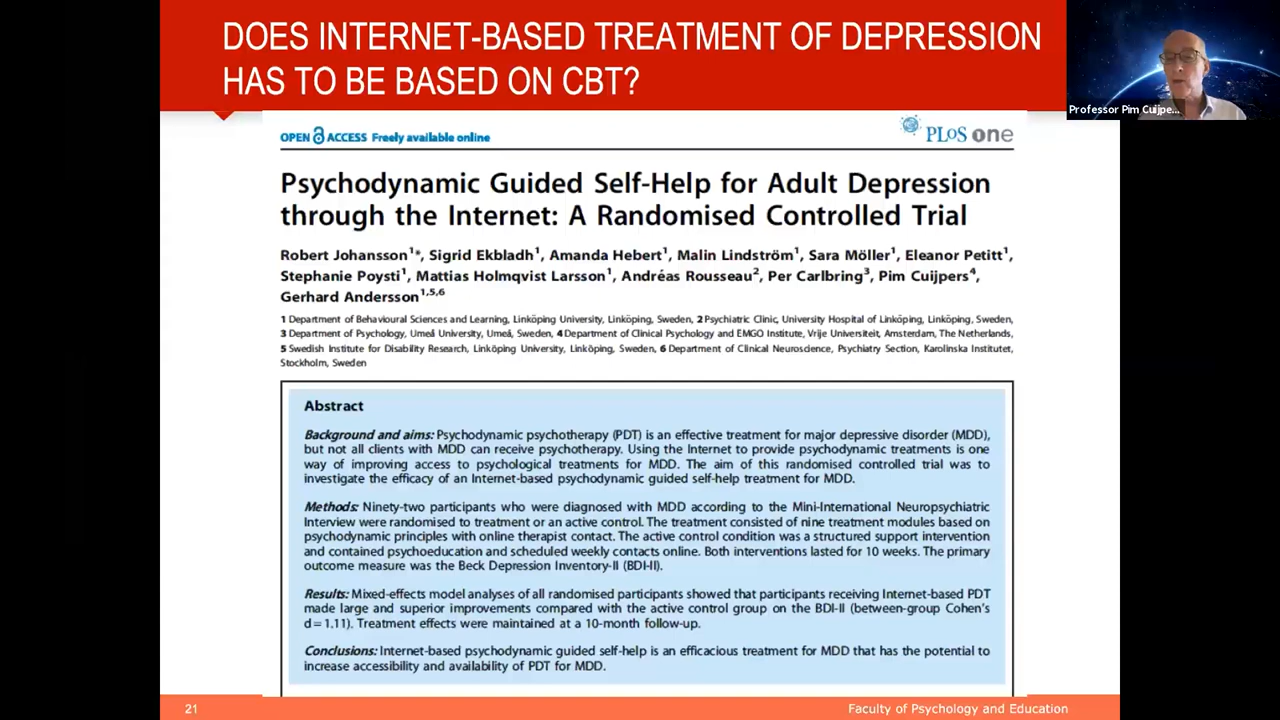 DOES INTERNET-BASED TREATMENT OF DEPRESSION
HAS TO BE BASED ON CBT?
Professor Pim Cuijpe...
OPEN ACCESS Freely available online
PLoS one
Psychodynamic Guided Self-Help for Adult Depression
through the Internet: A Randomised Controlled Trial
Robert Johansson1*, Sigrid Ekbladh1, Amanda Hebert1, Malin Lindström1, Sara Möller1, Eleanor Petitt1,
Stephanie Poysti1, Mattias Holmqvist Larsson1, Andréas Rousseau2, Per Carlbring3, Pim Cuijpers4,
Gerhard Andersson1,5,6
1 Department of Behavioural Sciences and Learning, Linköping University, Linköping, Sweden, 2 Psychiatric Clinic, University Hospital of Linköping, Linköping, Sweden,
3 Department of Psychology, Umeå University, Umeå, Sweden, 4 Department of Clinical Psychology and EMGO Institute, Vrije Universiteit, Amsterdam, The Netherlands,
5 Swedish Institute for Disability Research, Linköping University, Linköping, Sweden, 6 Department of Clinical Neuroscience, Psychiatry Section, Karolinska Institutet,
Stockholm, Sweden
Abstract
Background and aims: Psychodynamic psychotherapy (PDT) is an effective treatment for major depressive disorder (MDD),
but not all clients with MDD can receive psychotherapy. Using the Internet to provide psychodynamic treatments is one
way of improving access to psychological treatments for MDD. The aim of this randomised controlled trial was to
investigate the efficacy of an Internet-based psychodynamic guided self-help treatment for MDD.
Methods: Ninety-two participants who were diagnosed with MDD according to the Mini-International Neuropsychiatric
Interview were randomised to treatment or an active control. The treatment consisted of nine treatment modules based on
psychodynamic principles with online therapist contact. The active control condition was a structured support intervention
and contained psychoeducation and scheduled weekly contacts online. Both interventions lasted for 10 weeks. The primary
outcome measure was the Beck Depression Inventory-II (BDI-II).
Results: Mixed-effects model analyses of all randomised participants showed that participants receiving Internet-based PDT
made large and superior improvements compared with the active control group on the BDI-II (between-group Cohen's
d = 1.11). Treatment effects were maintained at a 10-month follow-up.
Conclusions: Internet-based psychodynamic guided self-help is an efficacious treatment for MDD that has the potential to
increase accessibility and availability of PDT for MDD.
21
Faculty of Psychology and Education